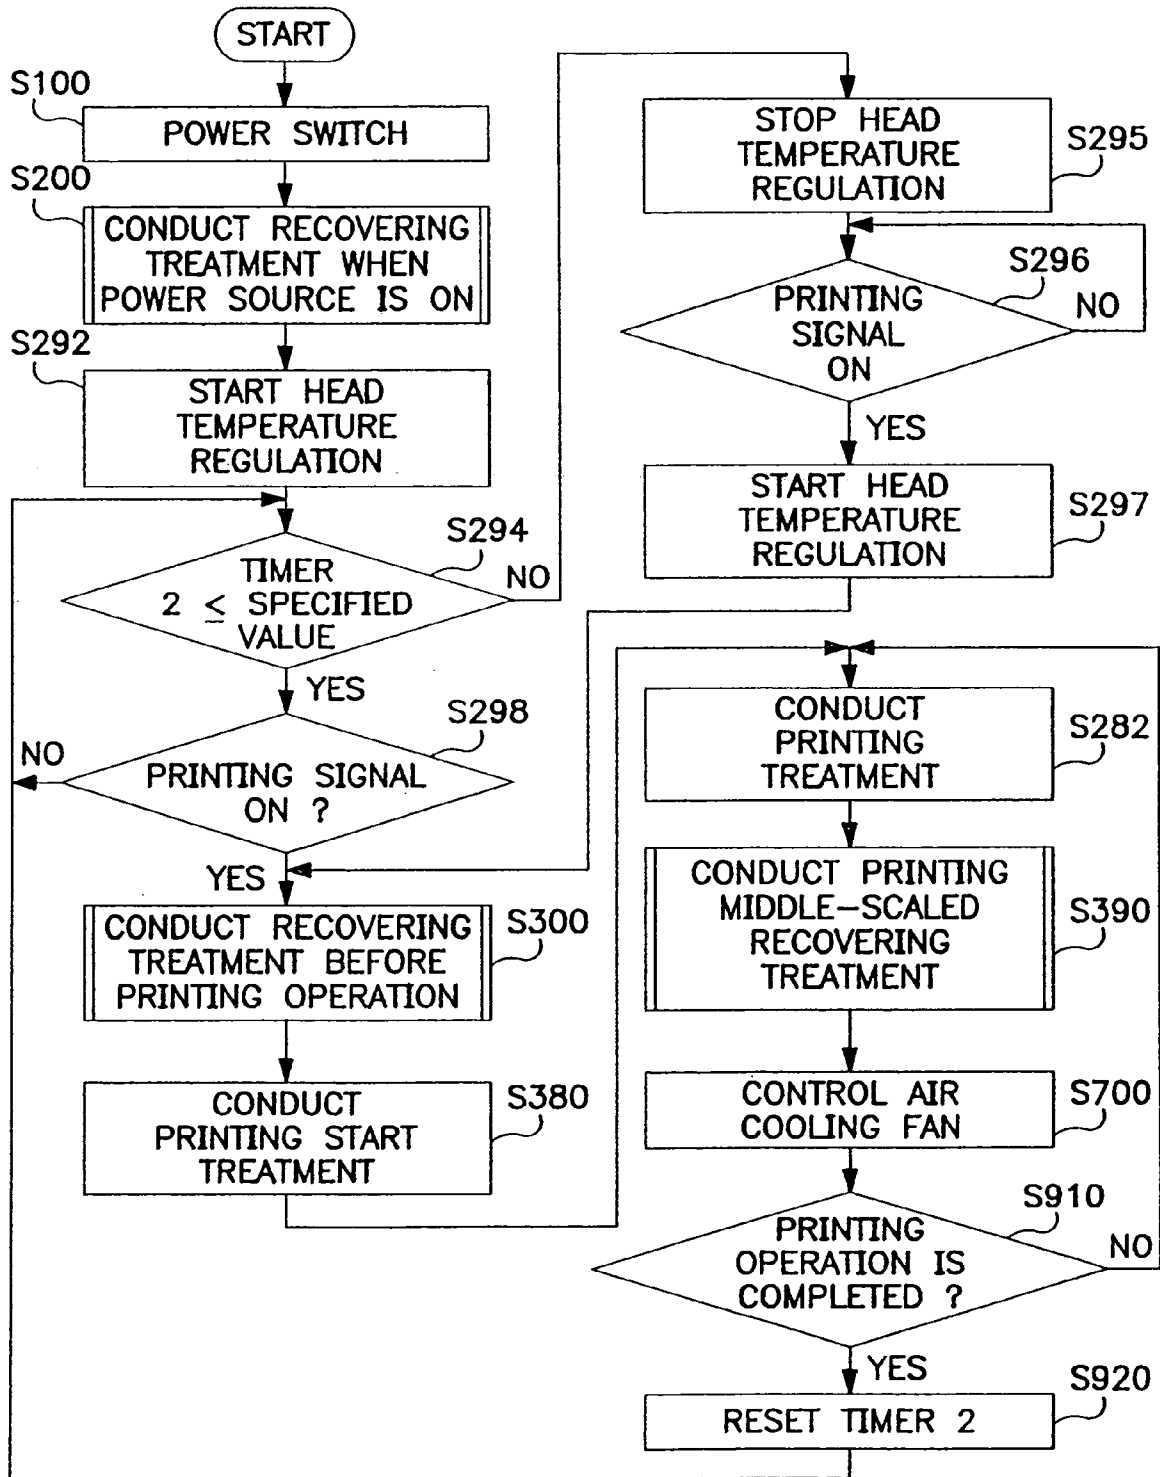 START
S100
POWER SWITCH
S200
CONDUCT RECOVERING
TREATMENT WHEN
POWER SOURCE IS ON
S292
START HEAD
TEMPERATURE
REGULATION
S294
TIMER
2 ≤ SPECIFIED
VALUE
NO
YES
S298
PRINTING SIGNAL
ON ?
NO
YES
S300
CONDUCT RECOVERING
TREATMENT BEFORE
PRINTING OPERATION
S380
CONDUCT
PRINTING START
TREATMENT
STOP HEAD
TEMPERATURE
REGULATION
S295
S296
PRINTING
SIGNAL
ON
NO
YES
START HEAD
TEMPERATURE
REGULATION
S297
CONDUCT
PRINTING
TREATMENT
S282
CONDUCT PRINTING
MIDDLE-SCALED
RECOVERING
TREATMENT
S390
CONTROL AIR
COOLING FAN
S700
S910
PRINTING
OPERATION IS
COMPLETED ?
NO
YES
S920
RESET TIMER 2